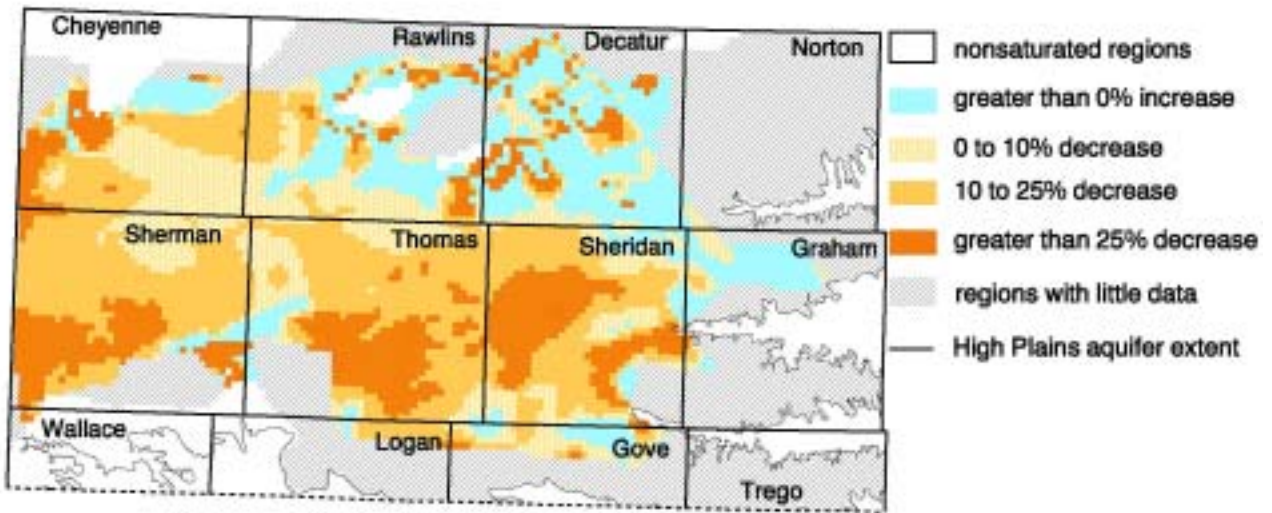 Cheyenne
Rawlins
Decatur
Norton
Sherman
Thomas
Sheridan
Graham
Wallace
Logan
Gove
Trego
nonsaturated regions
greater than 0% increase
0 to 10% decrease
10 to 25% decrease
greater than 25% decrease
regions with little data
High Plains aquifer extent